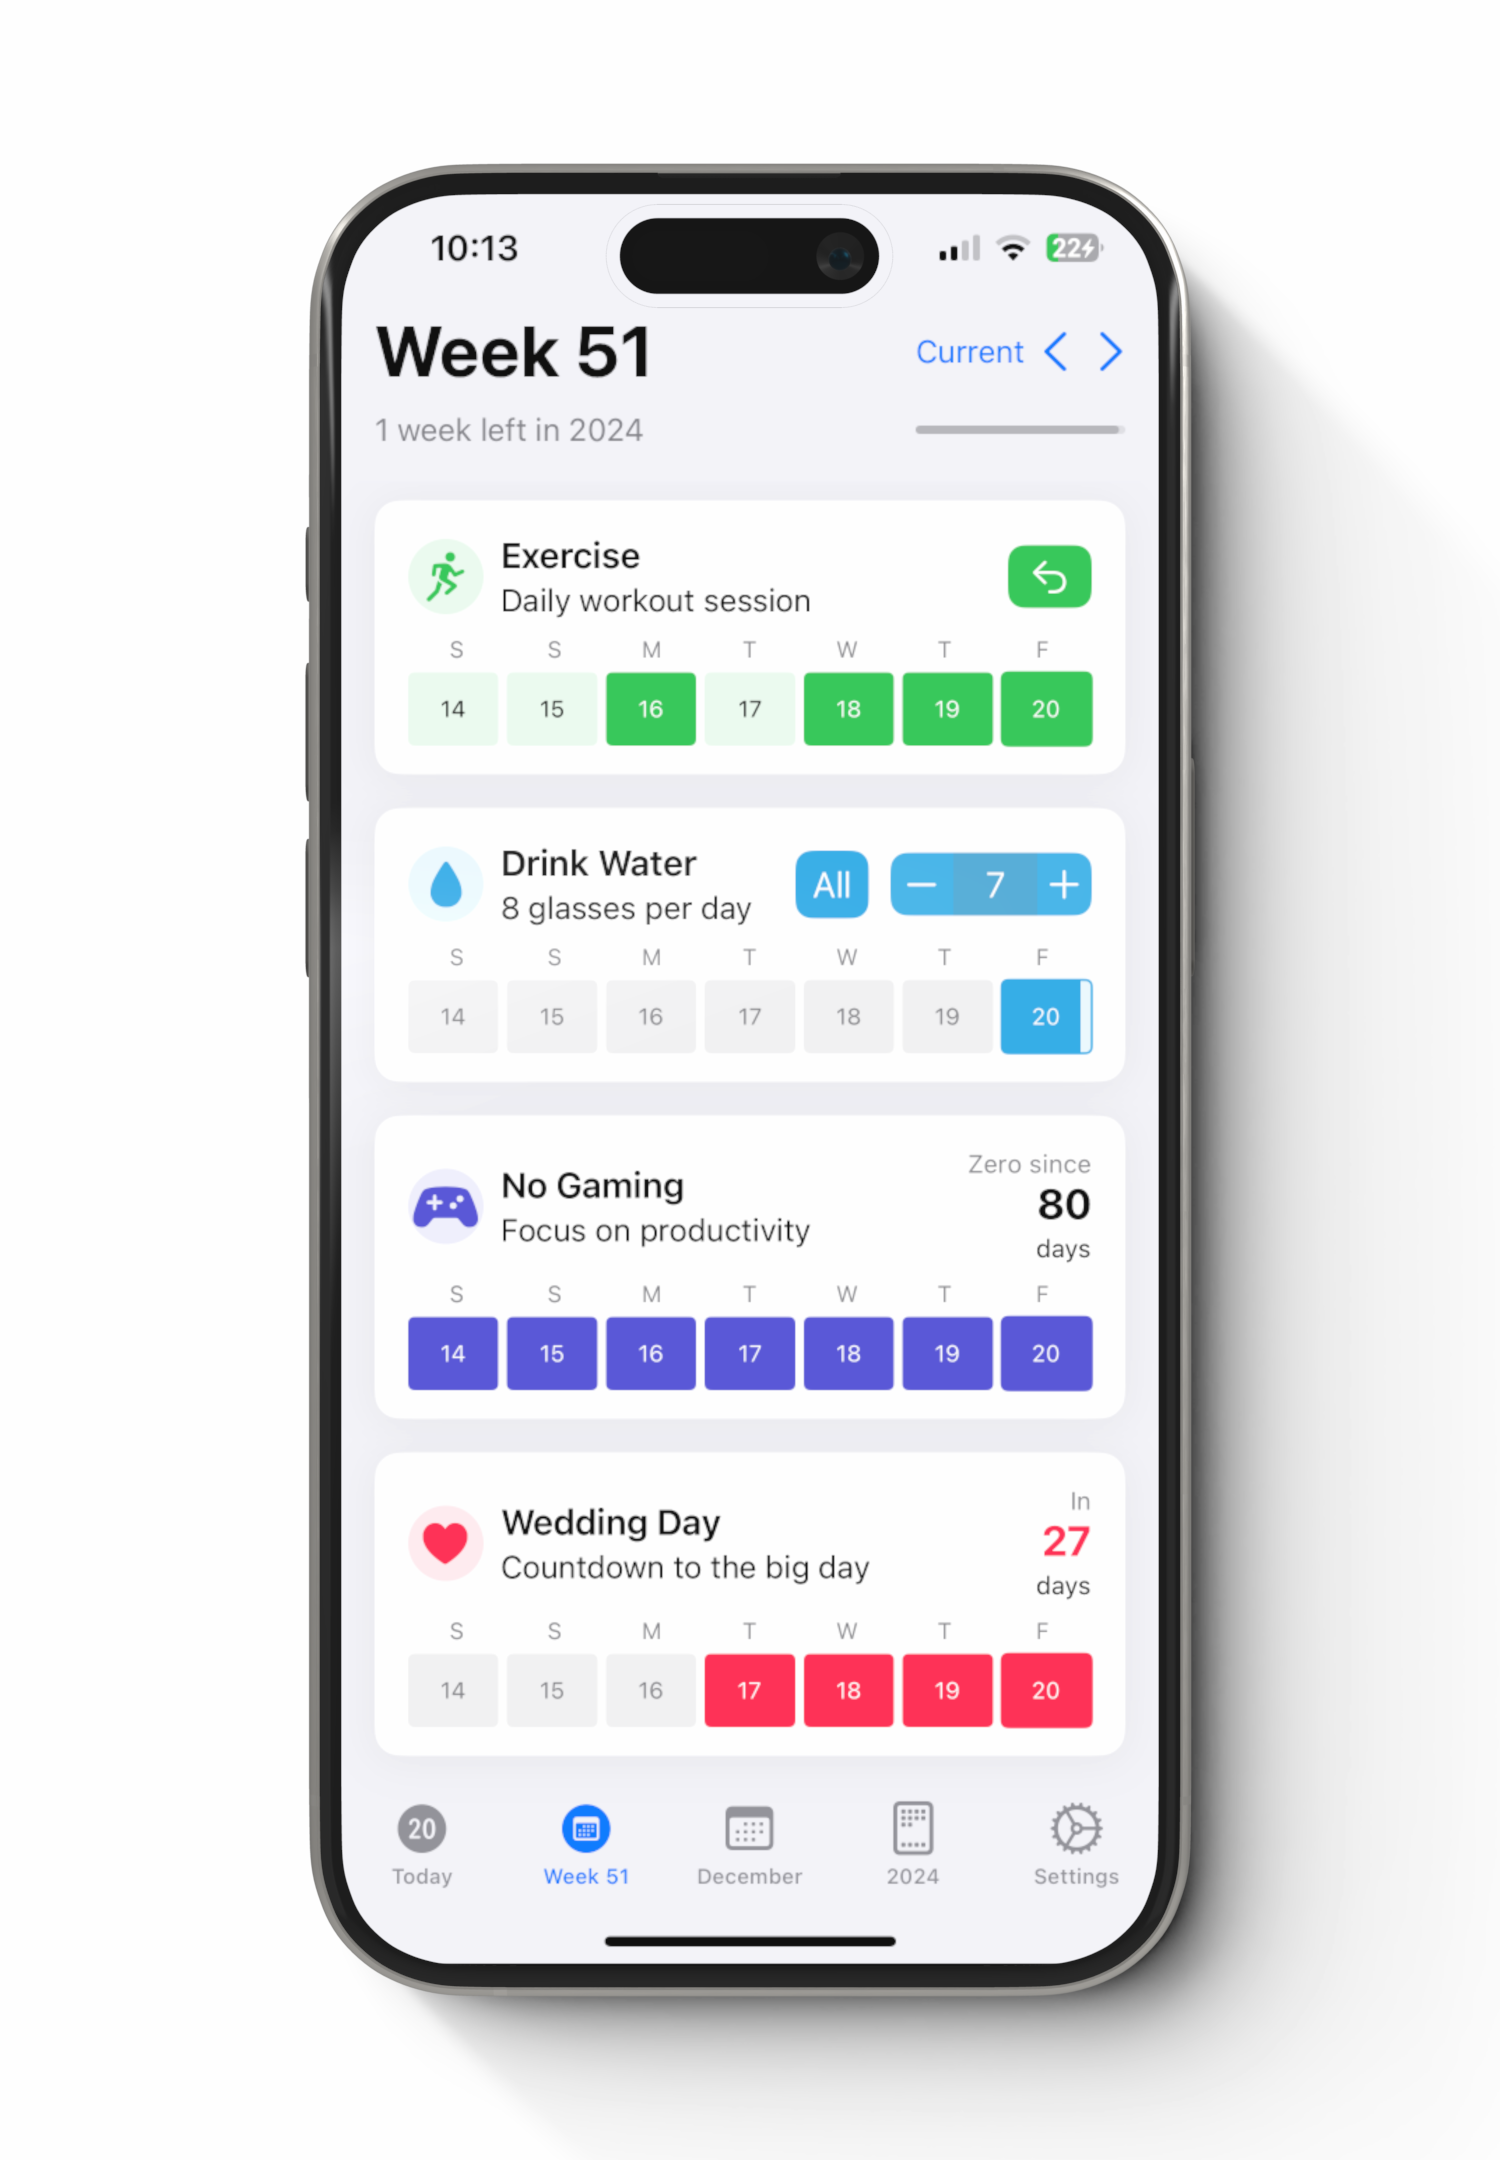 10:13
22
Week 51
Current
1 week left in 2024
Exercise
Daily workout session
S S M T W T F
14 15 16 17 18 19 20
Drink Water
8 glasses per day
All
− 7 +
S S M T W T F
14 15 16 17 18 19 20
No Gaming
Focus on productivity
Zero since
80
days
S S M T W T F
14 15 16 17 18 19 20
Wedding Day
Countdown to the big day
In
27
days
S S M T W T F
14 15 16 17 18 19 20
20
Today Week 51 December 2024 Settings